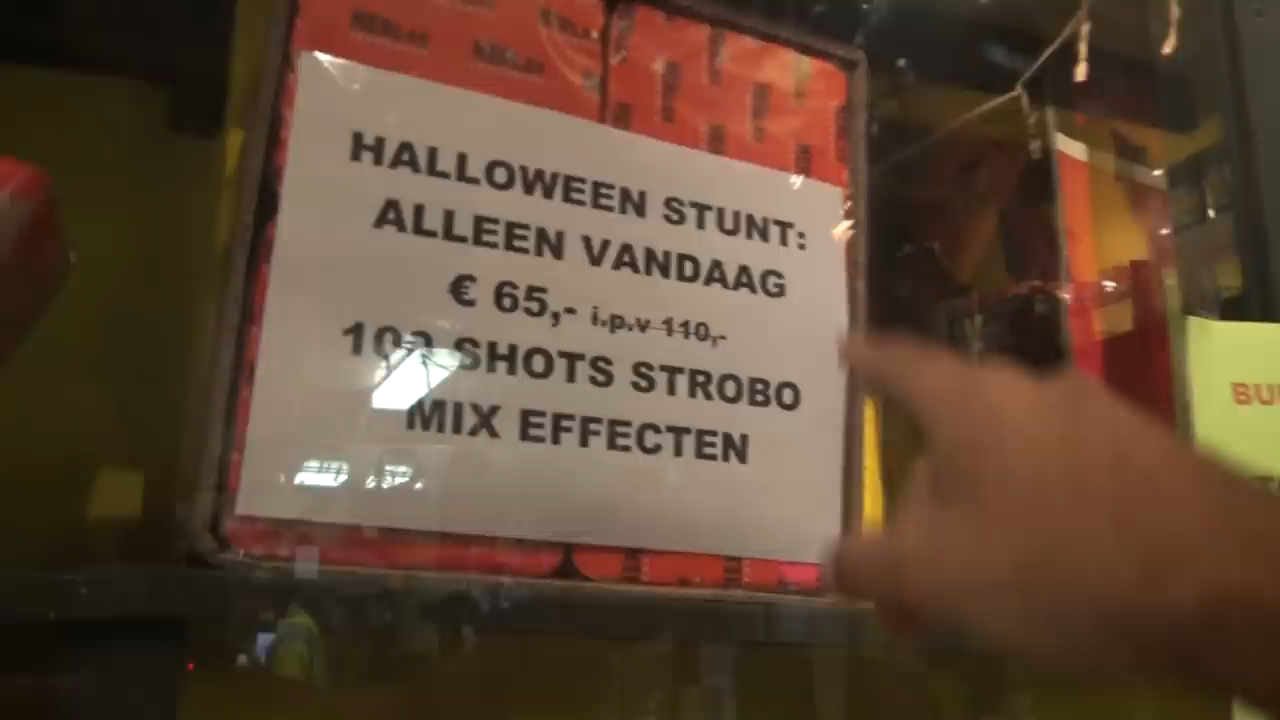 HALLOWEEN STUNT:
ALLEEN VANDAAG
€ 65,- i.p.v 110,-
SHOTS STROBO
MIX EFFECTEN